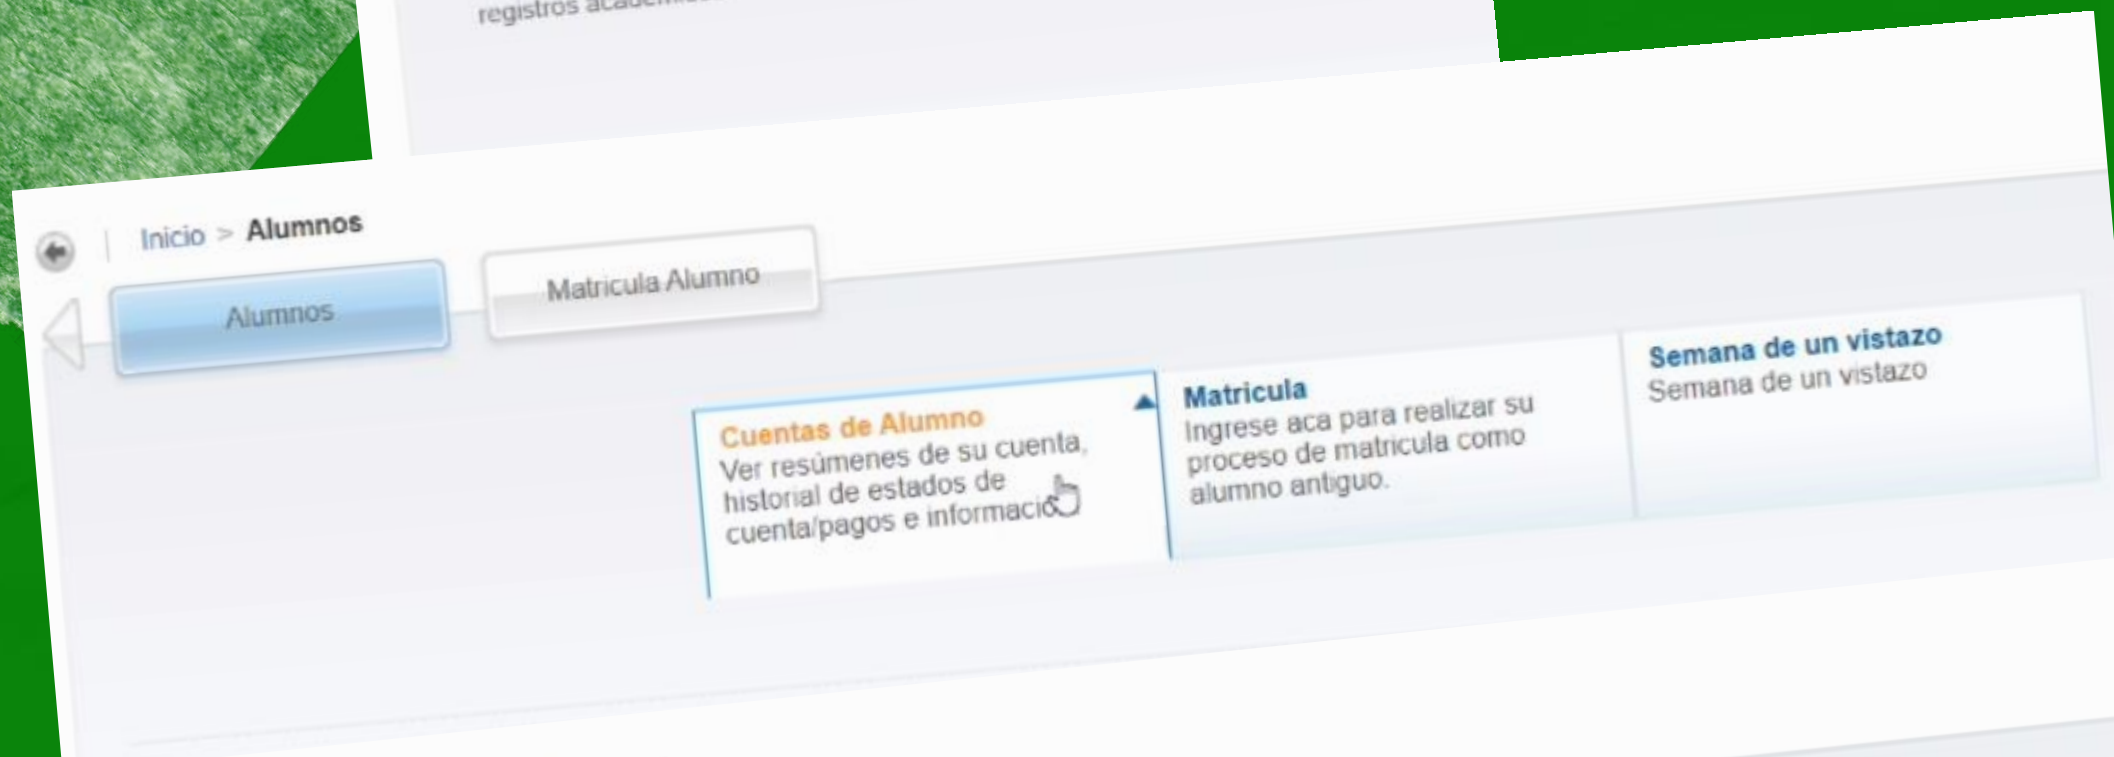 registros
Inicio > Alumnos
Alumnos
Matricula Alumno
Cuentas de Alumno
Ver resúmenes de su cuenta,
historial de estados de
cuenta/pagos e
Matricula
Ingrese aca para realizar su
proceso de matricula como
alumno antiguo.
Semana de un vistazo
Semana de un vistazo